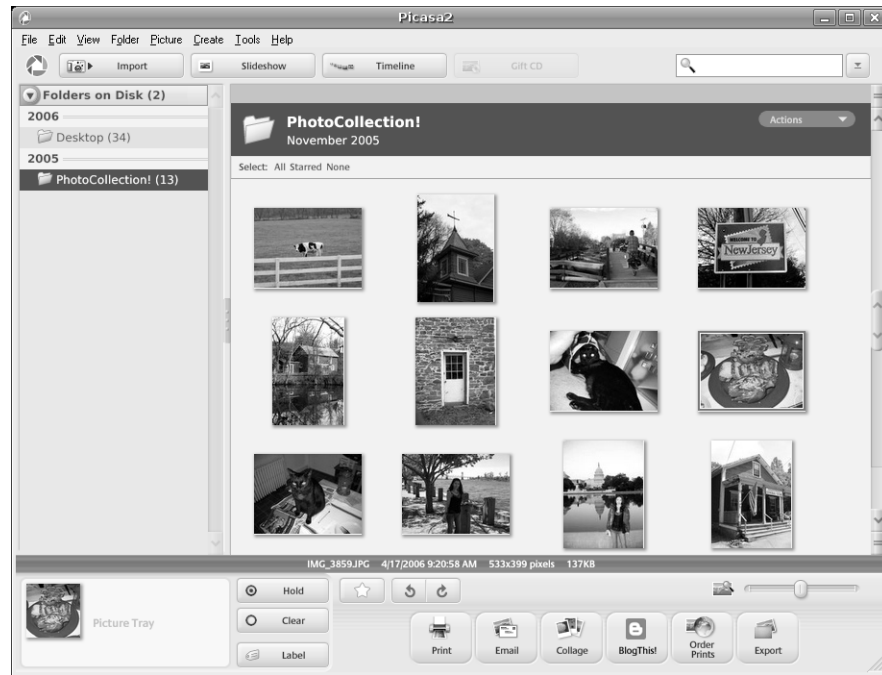 Picasa2
File Edit View Folder Picture Create Tools Help
Import Slideshow Timeline Gift CD
Folders on Disk (2)
2006
Desktop (34)
2005
PhotoCollection! (13)
PhotoCollection!
November 2005
Actions
Select: All Starred None
WELCOME TO
New Jersey
IMG_3859.JPG 4/17/2006 9:20:58 AM 533x399 pixels 137KB
Picture Tray
Hold
Clear
Label
Print Email Collage BlogThis! Order Prints Export